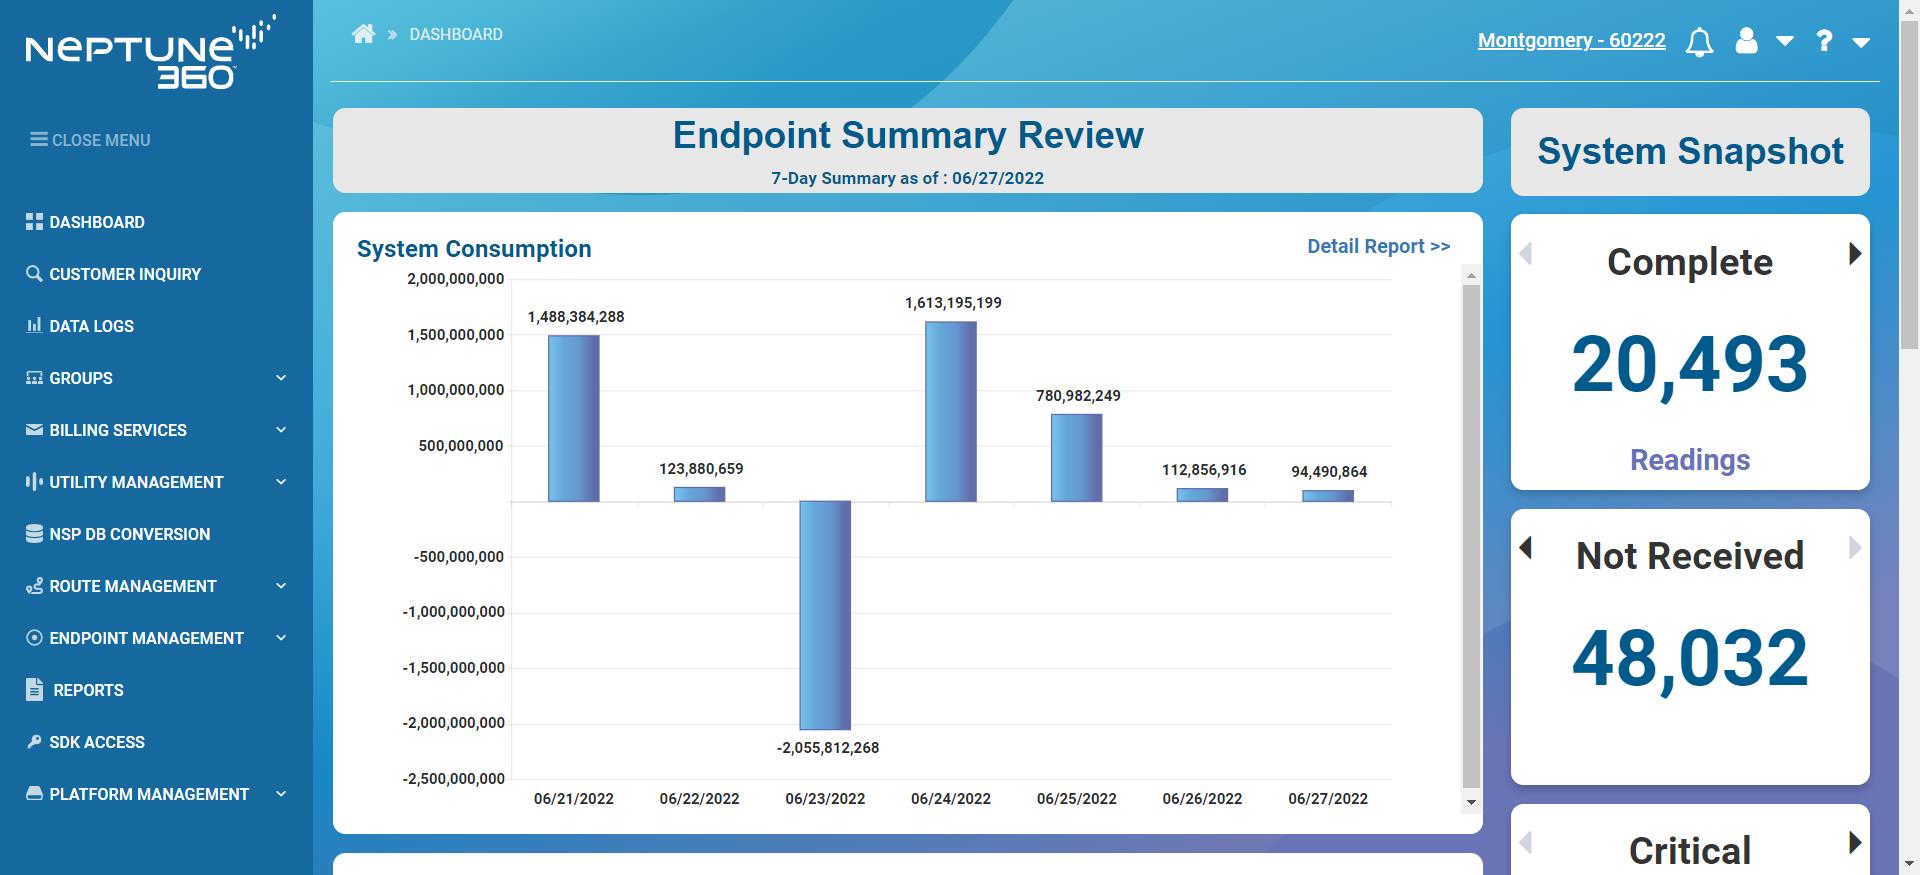 NEPTUNE
360
CLOSE MENU
DASHBOARD
CUSTOMER INQUIRY
DATA LOGS
GROUPS
BILLING SERVICES
UTILITY MANAGEMENT
NSP DB CONVERSION
ROUTE MANAGEMENT
ENDPOINT MANAGEMENT
REPORTS
SDK ACCESS
PLATFORM MANAGEMENT
» DASHBOARD
Montgomery - 60222
?
Endpoint Summary Review
7-Day Summary as of : 06/27/2022
System Consumption
Detail Report >>
2,000,000,000
1,500,000,000
1,000,000,000
500,000,000
-500,000,000
-1,000,000,000
-1,500,000,000
-2,000,000,000
-2,500,000,000
1,488,384,288
123,880,659
-2,055,812,268
1,613,195,199
780,982,249
112,856,916
94,490,864
06/21/2022
06/22/2022
06/23/2022
06/24/2022
06/25/2022
06/26/2022
06/27/2022
System Snapshot
Complete
20,493
Readings
Not Received
48,032
Critical